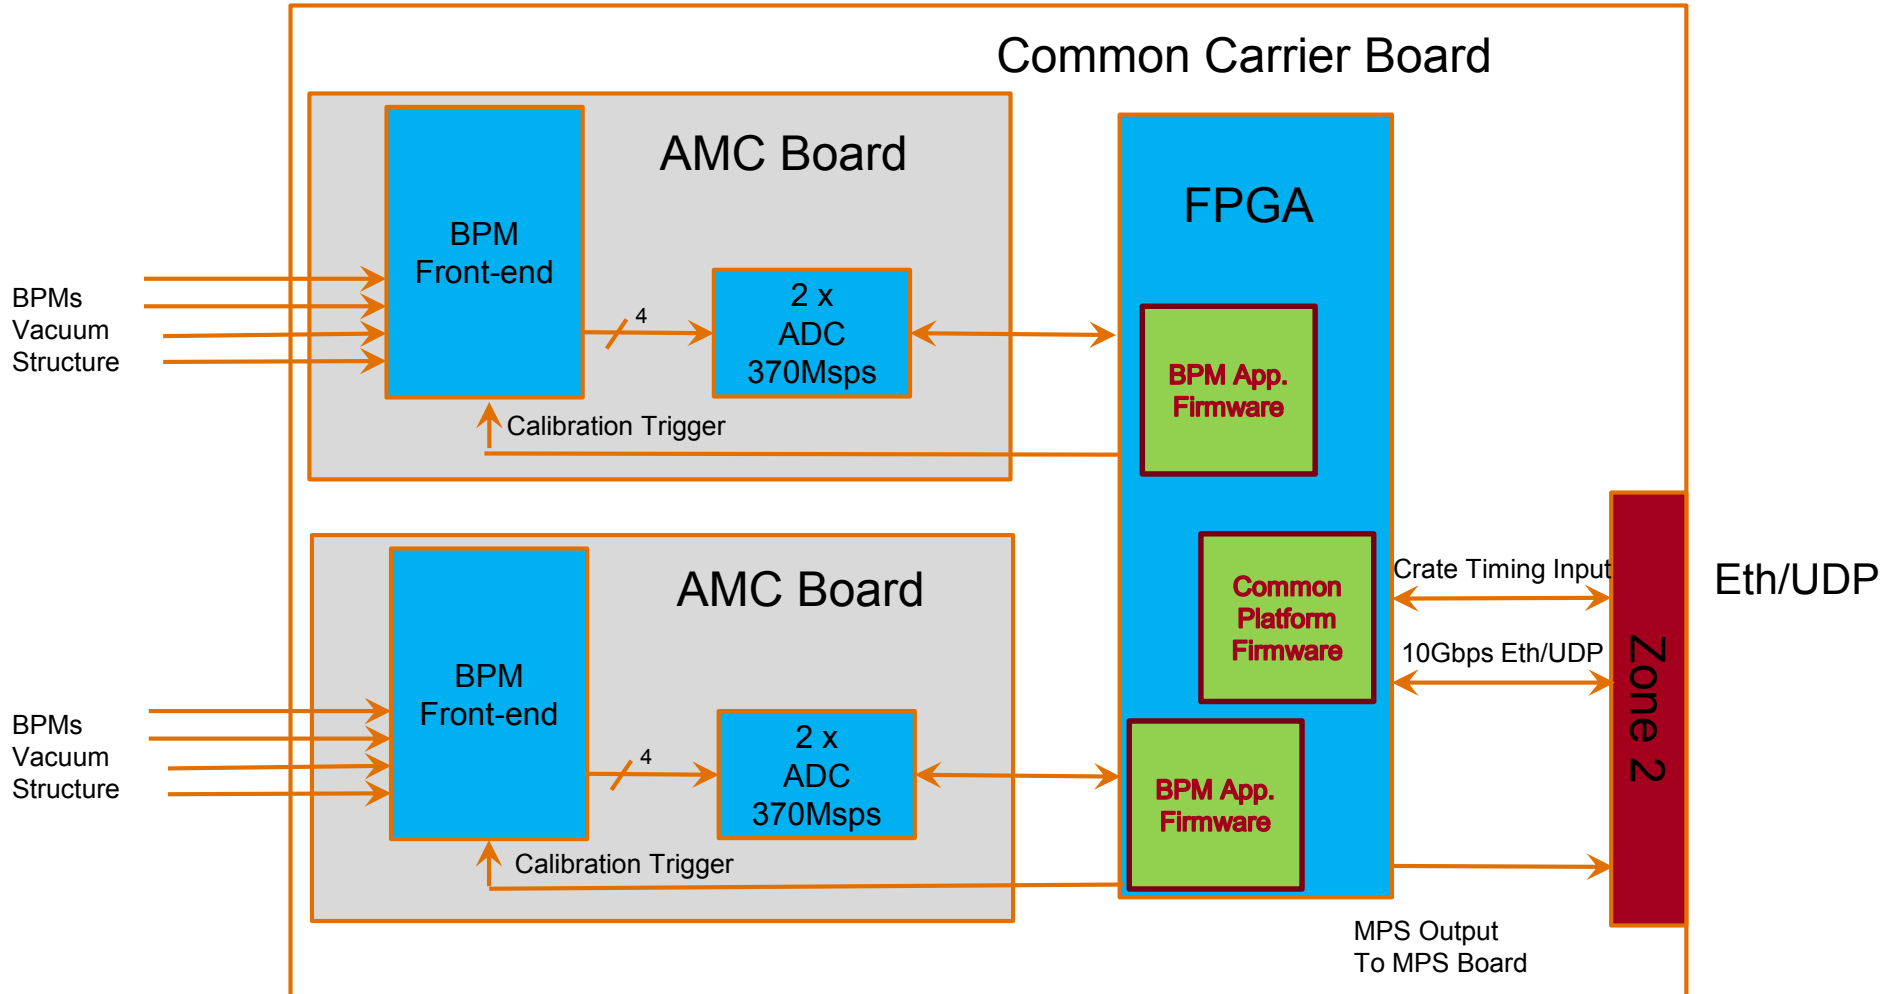 Common Carrier Board
AMC Board
BPM
Front-end
BPMs
Vacuum
Structure
4
2 x
ADC
370Msps
Calibration Trigger
FPGA
BPM App.
Firmware
AMC Board
BPM
Front-end
BPMs
Vacuum
Structure
4
2 x
ADC
370Msps
Calibration Trigger
Common
Platform
Firmware
BPM App.
Firmware
Crate Timing Input
10Gbps Eth/UDP
Zone 2
Eth/UDP
MPS Output
To MPS Board